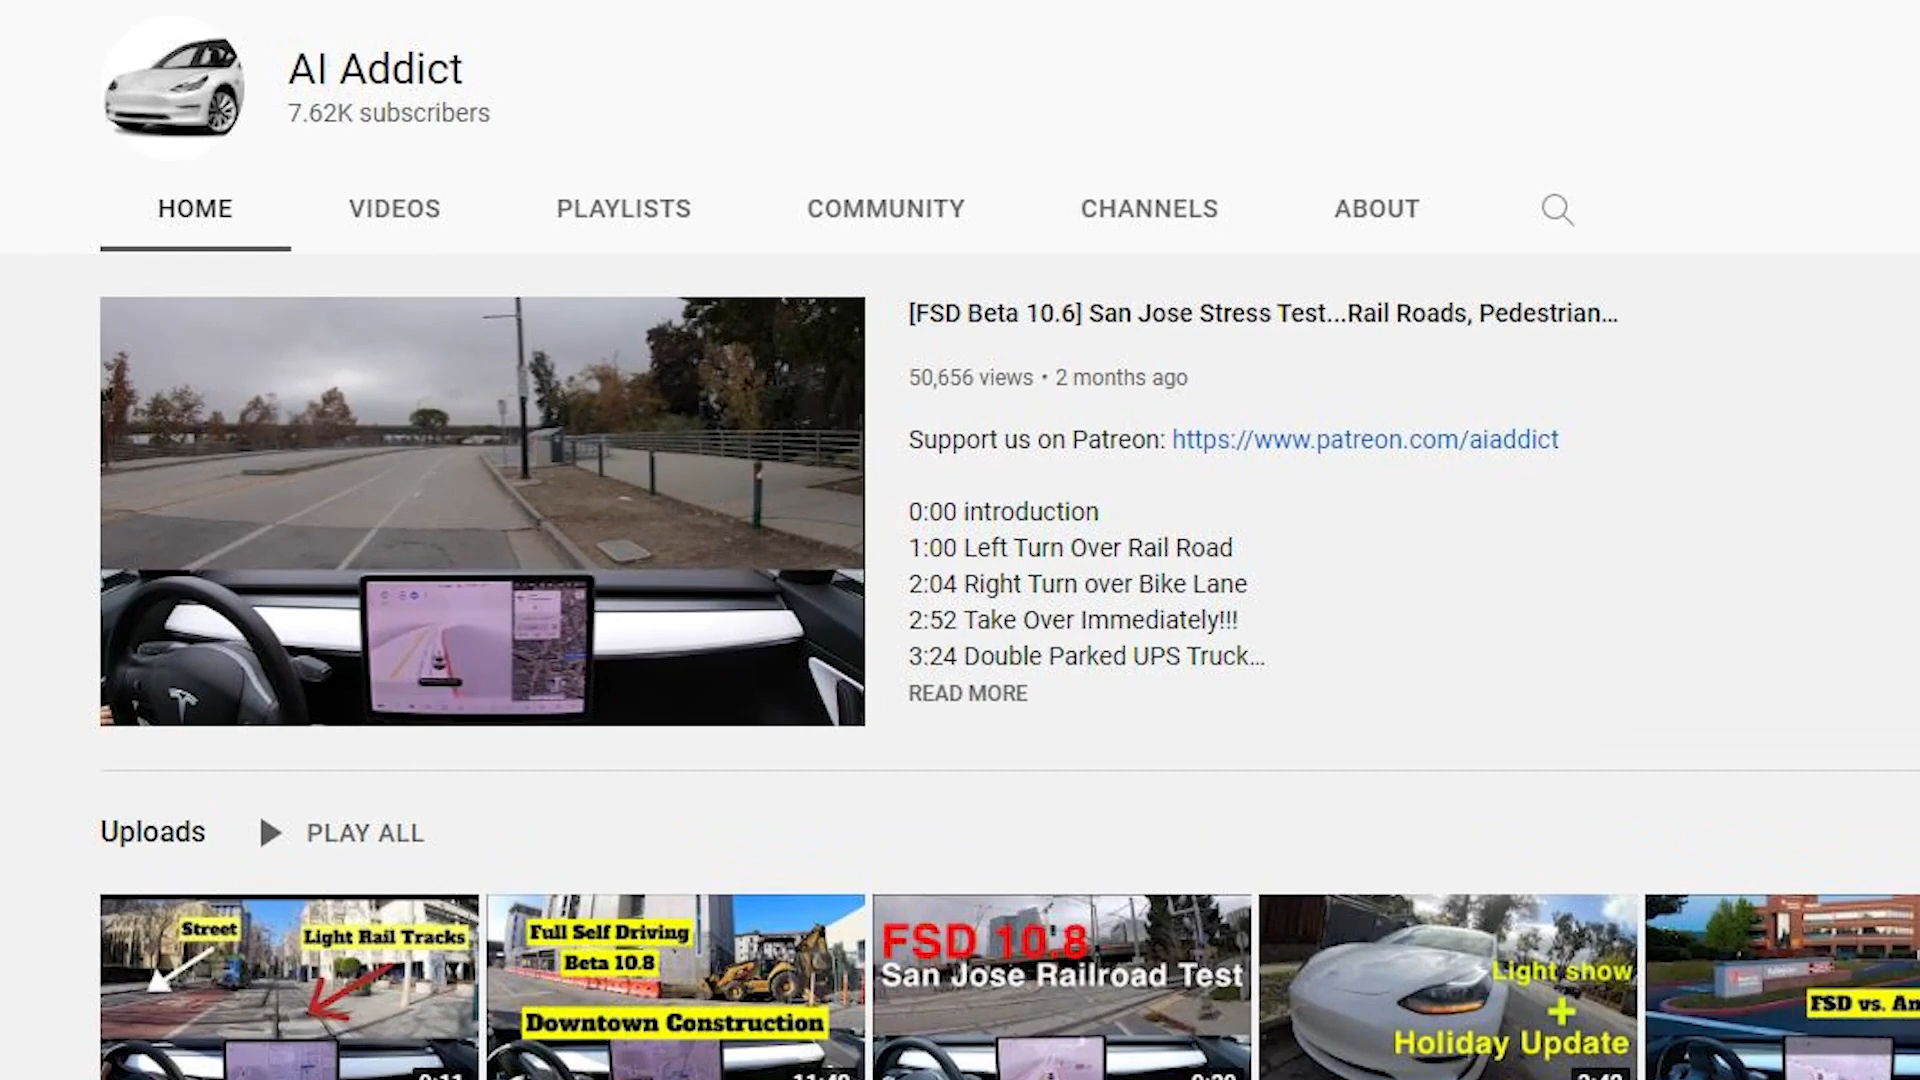 AI Addict
7.62K subscribers
HOME
VIDEOS
PLAYLISTS
COMMUNITY
CHANNELS
ABOUT
[FSD Beta 10.6] San Jose Stress Test...Rail Roads, Pedestrian...
50,656 views • 2 months ago
Support us on Patreon: https://www.patreon.com/aiaddict
0:00 introduction
1:00 Left Turn Over Rail Road
2:04 Right Turn over Bike Lane
2:52 Take Over Immediately!!!
3:24 Double Parked UPS Truck...
READ MORE
Uploads
PLAY ALL
Street
Light Rail Tracks
Full Self Driving
Beta 10.8
Downtown Construction
FSD 10.8
San Jose Railroad Test
Light show
+
Holiday Update
FSD vs.